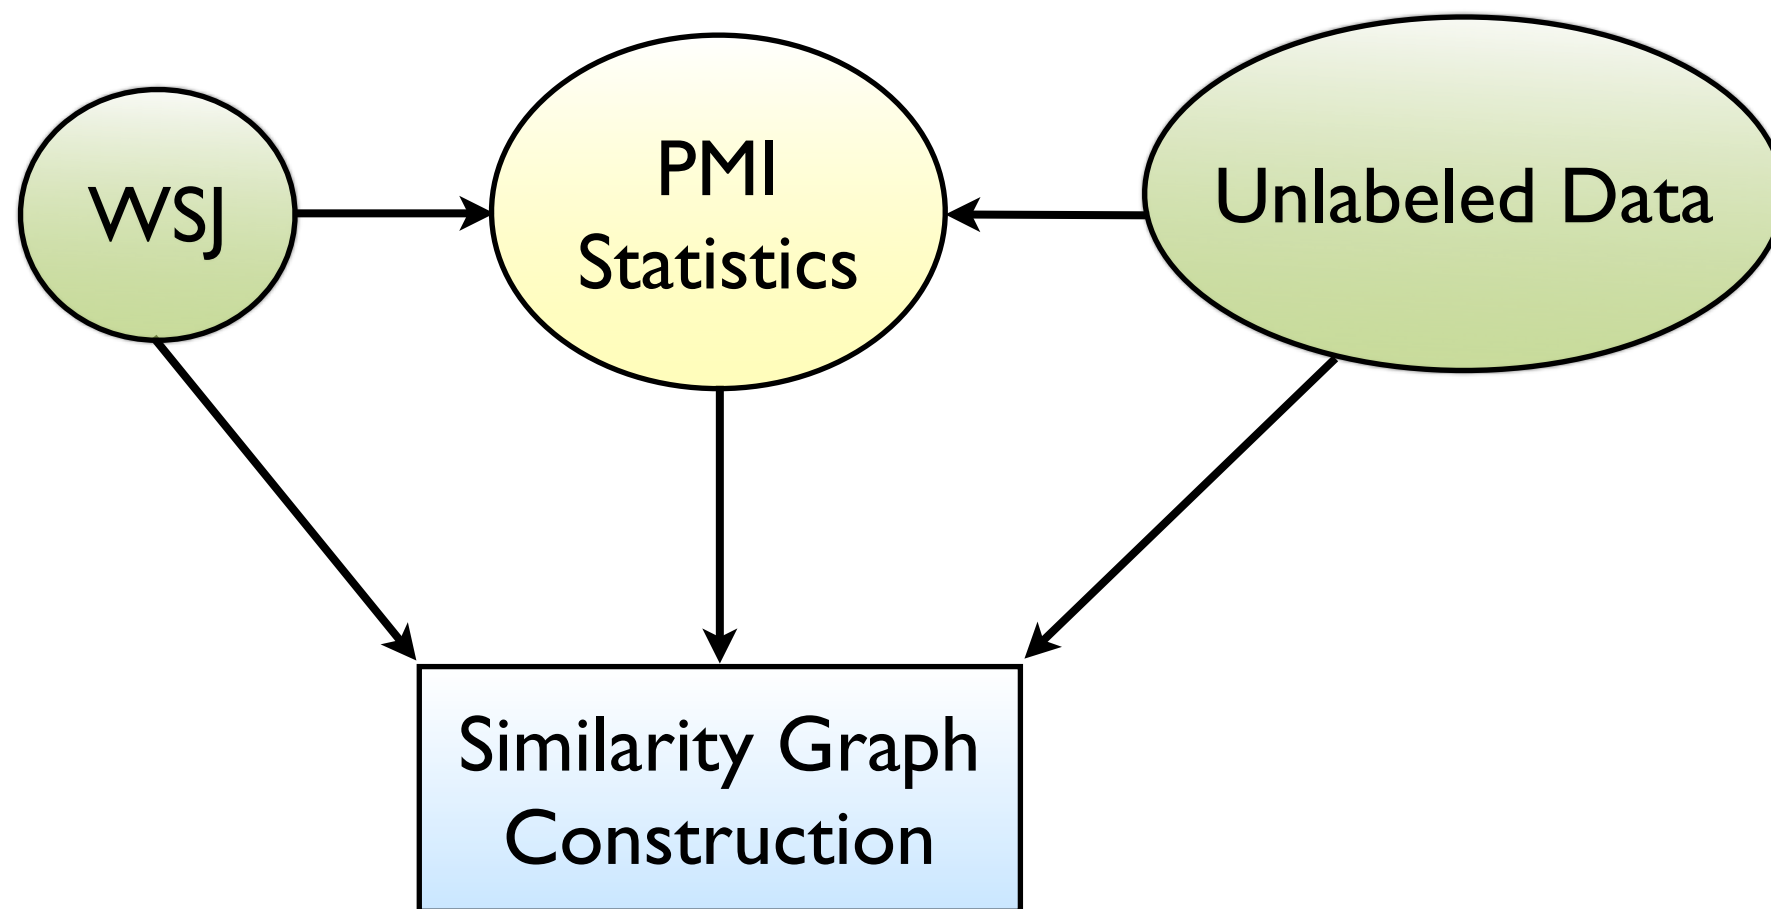 WSJ
PMI
Statistics
Unlabeled Data
Similarity Graph
Construction